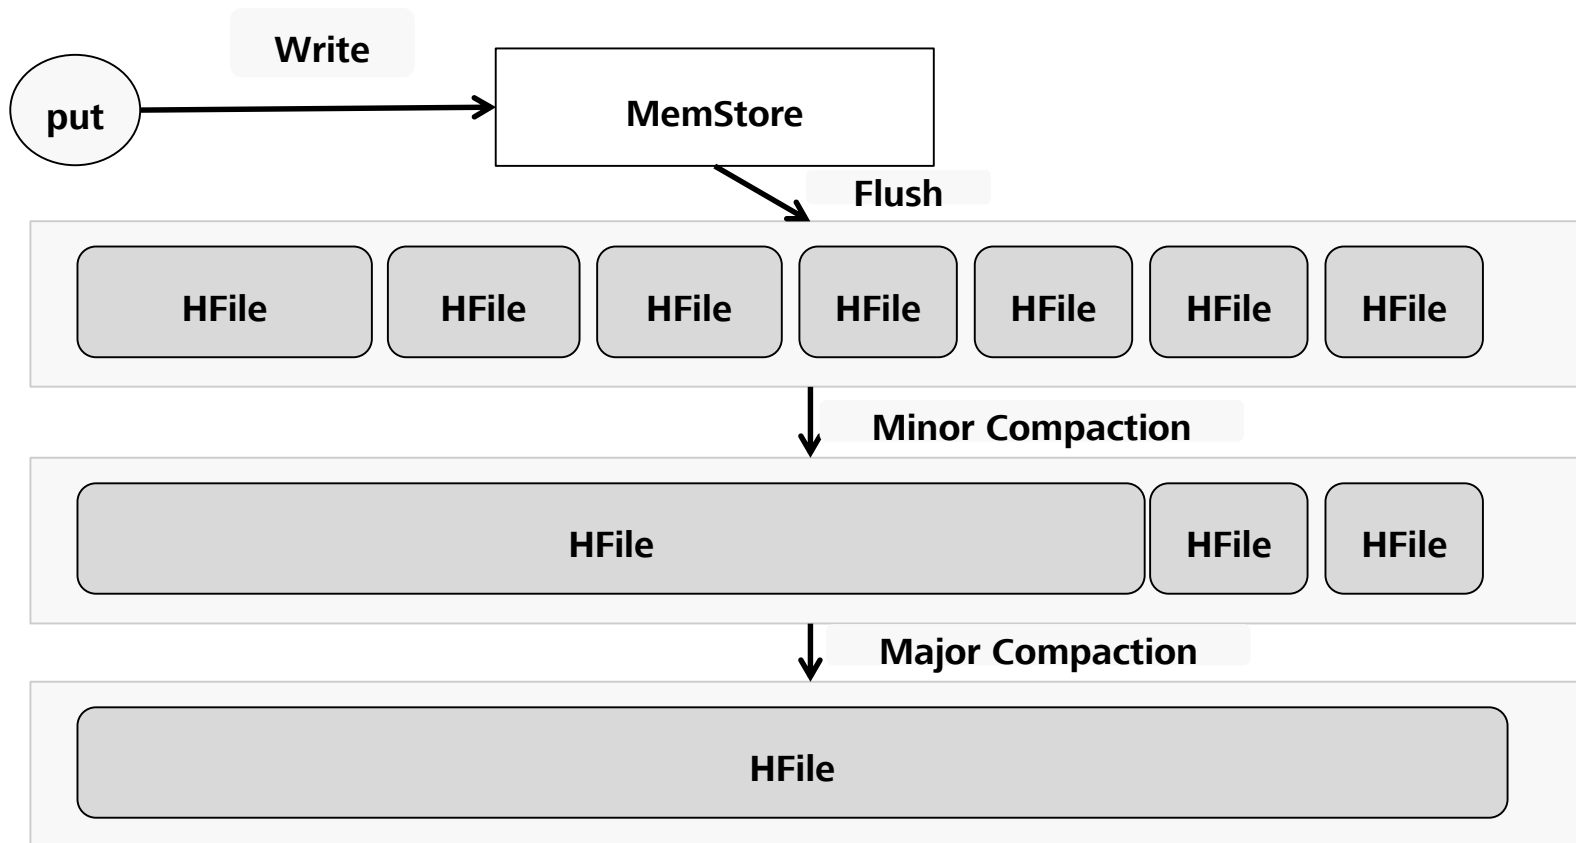 Write
put
MemStore
Flush
HFile HFile HFile HFile HFile HFile HFile
Minor Compaction
HFile HFile HFile
Major Compaction
HFile